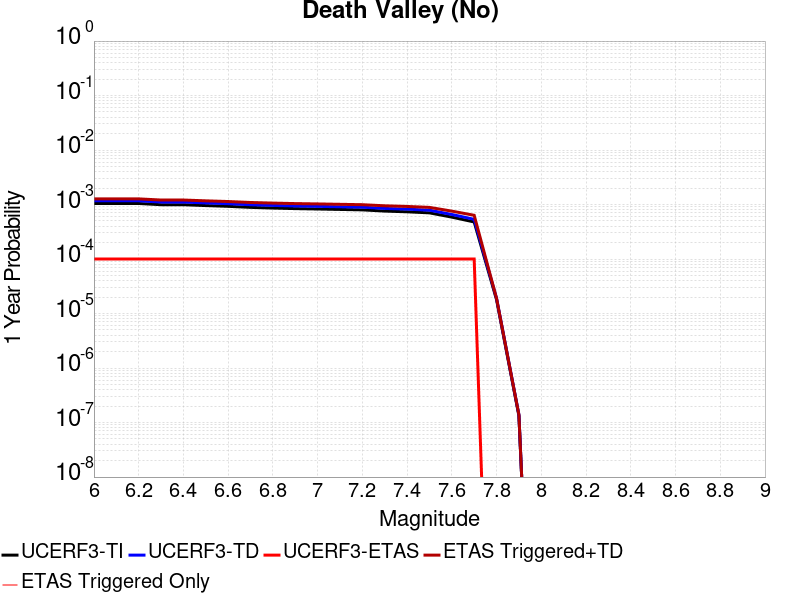 Death Valley (No)
10^0
10^-1
10^-2
10^-3
10^-4
10^-5
10^-6
10^-7
10^-8
1 Year Probability
6 6.2 6.4 6.6 6.8 7 7.2 7.4 7.6 7.8 8 8.2 8.4 8.6 8.8 9
Magnitude
UCERF3-TI UCERF3-TD UCERF3-ETAS ETAS Triggered+TD
ETAS Triggered Only